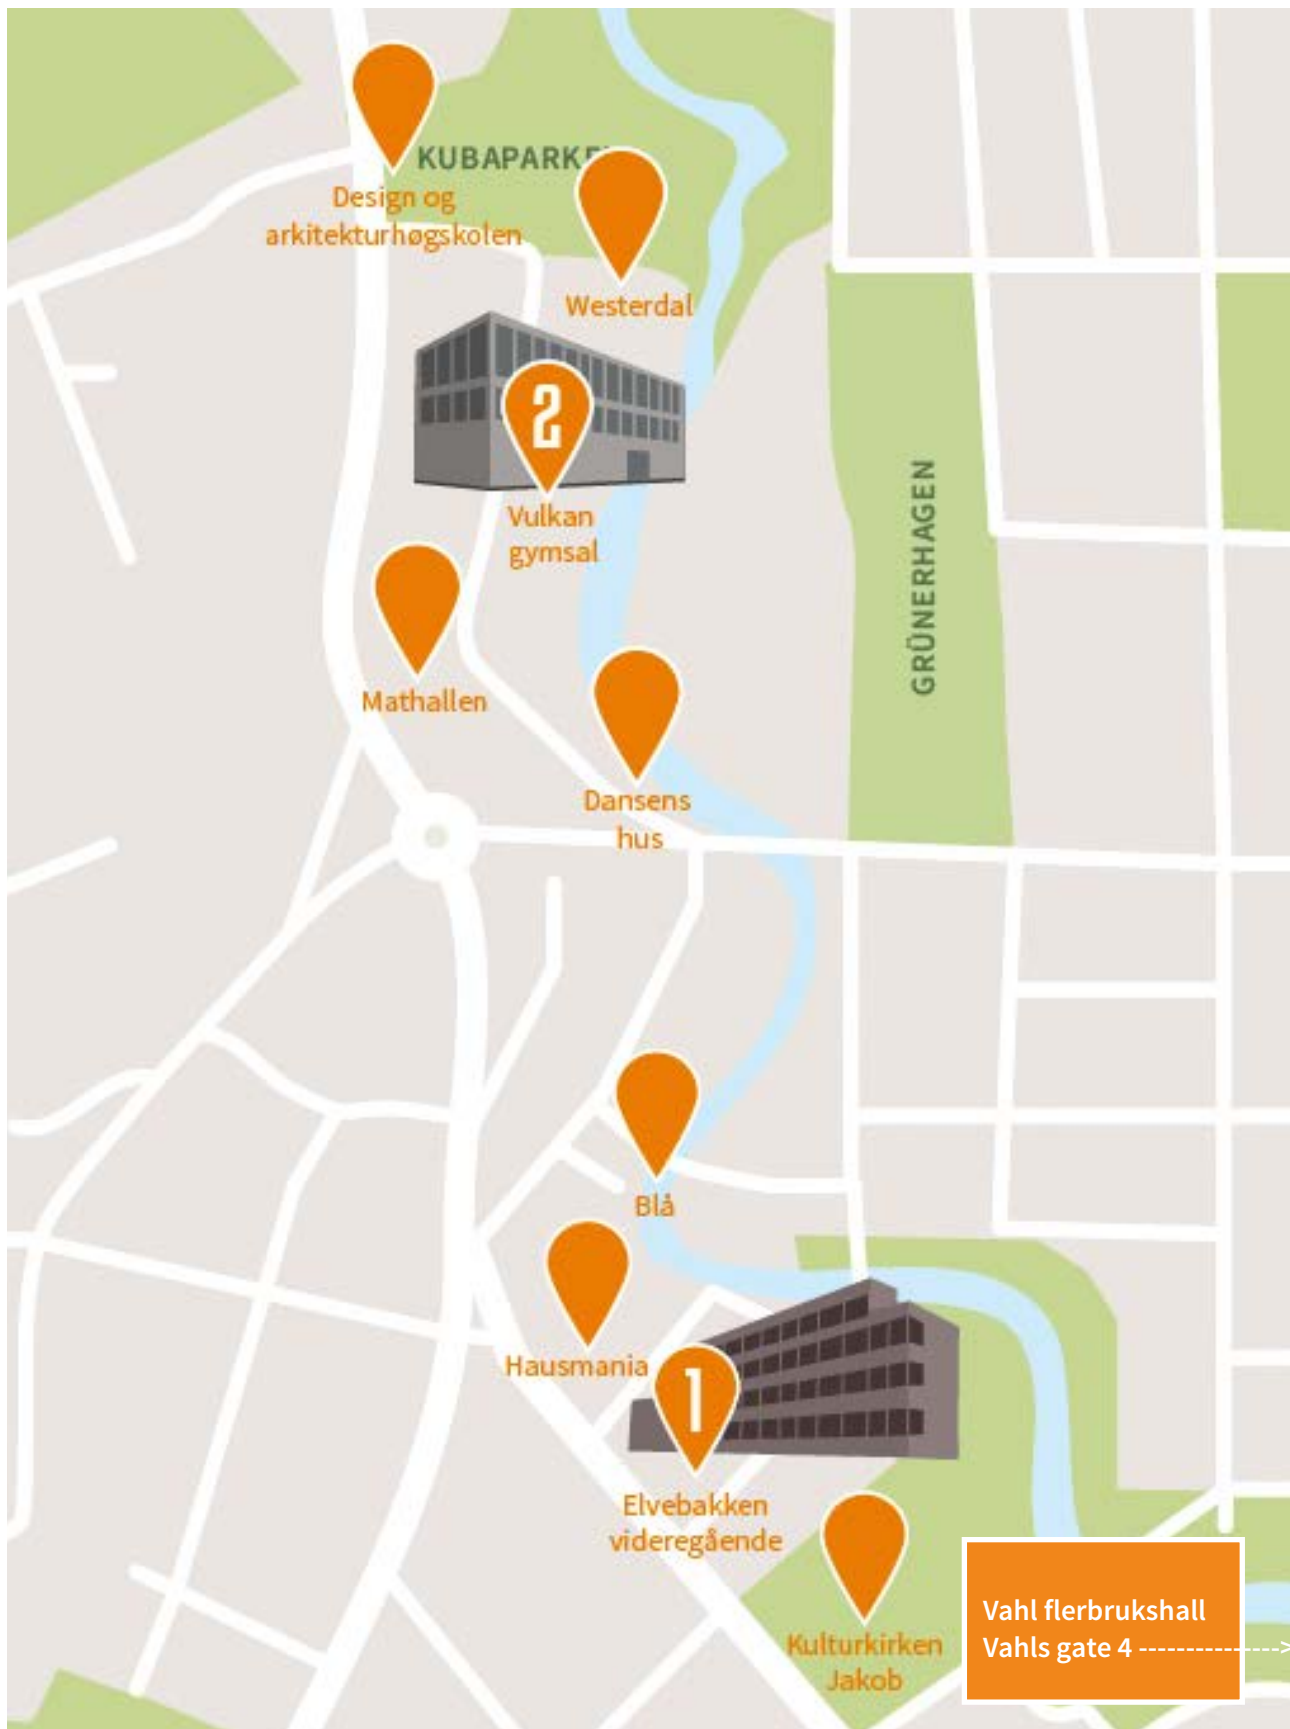 KUBAPARKE
Design og
arkitekturhøgskolen
Westerdal
2
Vulkan
gymsal
GRÜNERHAGEN
Mathallen
Dansens
hus
Blå
Hausmania
1
Elvebakken
videregående
Kulturkirken
Jakob
Vahl flerbrukshall
Vahls gate 4 --------------->